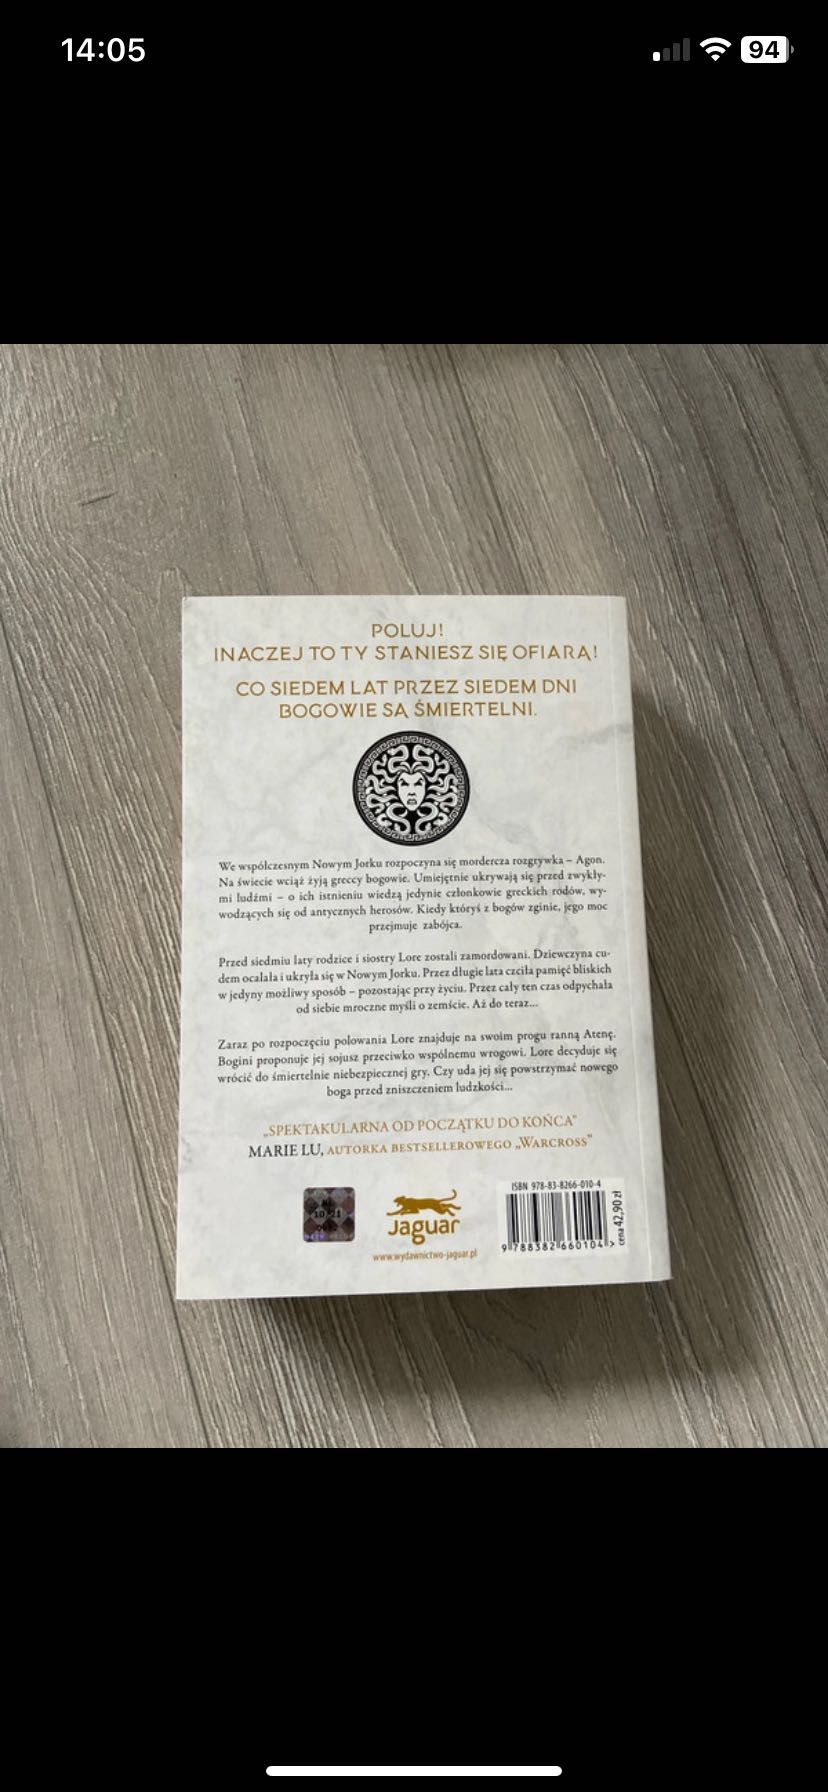 14:05
94
POLUJ!
INACZEJ TO TY STANIESZ SIĘ OFIARĄ!
CO SIEDEM LAT PRZEZ SIEDEM DNI
BOGOWIE SĄ ŚMIERTELNI.
We współczesnym Nowym Jorku rozpoczyna się mordercza rozgrywka – Agon.
Na świecie wciąż żyją greccy bogowie. Umiejętnie ukrywają się przed zwykły-
mi ludźmi – o ich istnieniu wiedzą jedynie członkowie greckich rodów, wy-
wodzących się od antycznych herosów. Kiedy któryś z bogów zginie, jego moc
przejmuje zabójca.
Przed siedmiu laty rodzice i siostry Lore zostali zamordowani. Dziewczyna cu-
dem ocalała i ukryła się w Nowym Jorku. Przez długie lata czciła pamięć bliskich
w jedyny możliwy sposób – pozostając przy życiu. Przez cały ten czas odpychała
od siebie mroczne myśli o zemście. Aż do teraz...
Zaraz po rozpoczęciu polowania Lore znajduje na swoim progu ranną Atenę.
Bogini proponuje jej sojusz przeciwko wspólnemu wrogowi. Lore decyduje się
wrócić do śmiertelnie niebezpiecznej gry. Czy uda jej się powstrzymać nowego
boga przed zniszczeniem ludzkości...
„SPEKTAKULARNA OD POCZĄTKU DO KOŃCA”
MARIE LU, AUTORKA BESTSELLEROWEGO „WARCROSS”
ISBN 978-83-8266-010-4
9 788382 660104 >
cena 42,90 zł
Jaguar
www.wydawnictwo-jaguar.pl